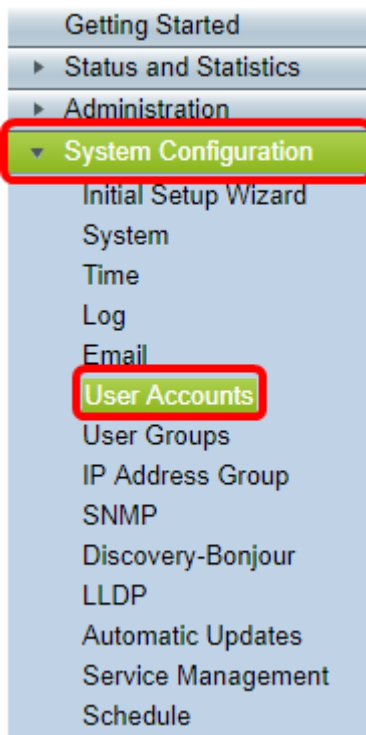 Getting Started
Status and Statistics
Administration
System Configuration
Initial Setup Wizard
System
Time
Log
Email
User Accounts
User Groups
IP Address Group
SNMP
Discovery-Bonjour
LLDP
Automatic Updates
Service Management
Schedule